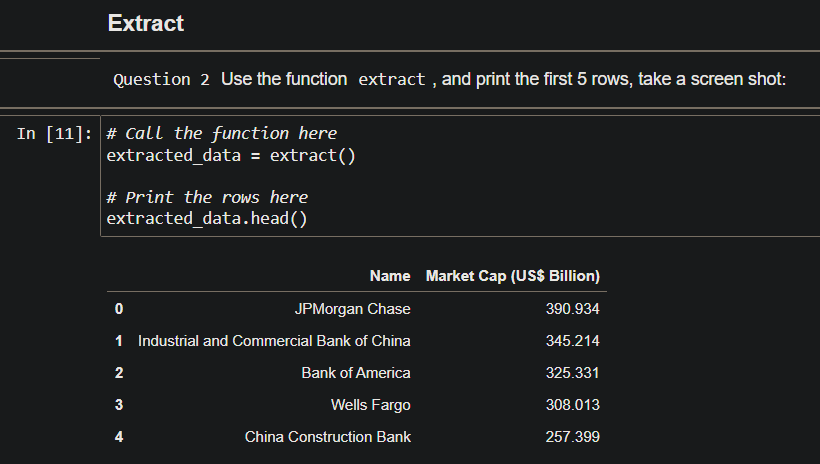 Extract
Question 2 Use the function extract , and print the first 5 rows, take a screen shot:
In [11]: # Call the function here
extracted_data = extract()
# Print the rows here
extracted_data.head()
Name Market Cap (US$ Billion)
0 JPMorgan Chase 390.934
1 Industrial and Commercial Bank of China 345.214
2 Bank of America 325.331
3 Wells Fargo 308.013
4 China Construction Bank 257.399